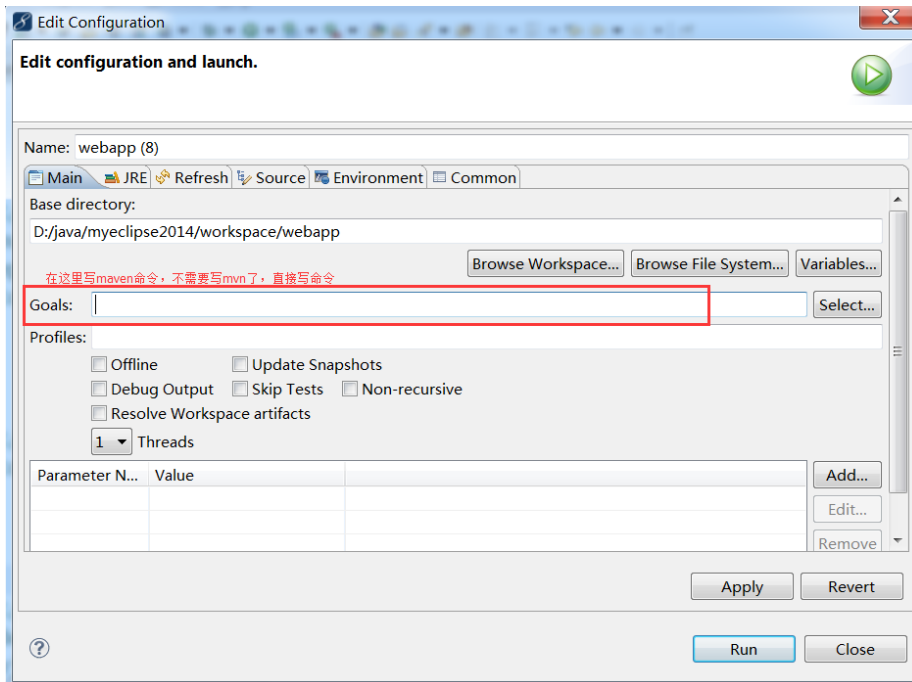 Edit Configuration
Edit configuration and launch.
Name: webapp (8)
Main JRE Refresh Source Environment Common
Base directory:
D:/java/myeclipse2014/workspace/webapp
Browse Workspace... Browse File System... Variables...
在这里写maven命令，不需要写mvn了，直接写命令
Goals: Select...
Profiles:
Offline Update Snapshots
Debug Output Skip Tests Non-recursive
Resolve Workspace artifacts
1 Threads
Parameter N... Value Add...
Edit...
Remove
Apply Revert
? Run Close